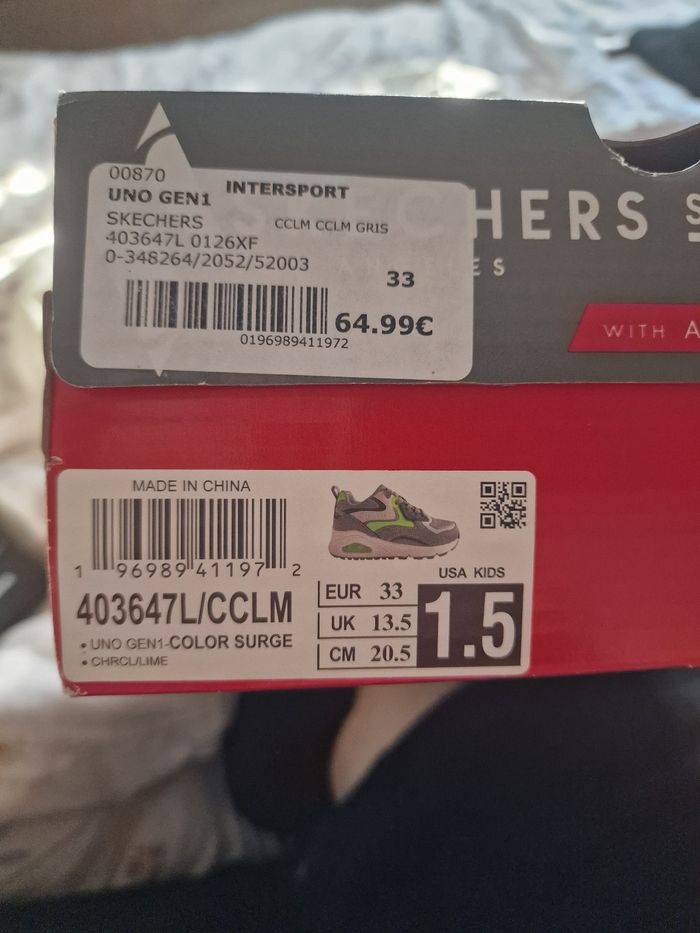 00870
UNO GEN1 INTERSPORT
SKECHERS CCLM CCLM GRIS
403647L 0126XF
0-348264/2052/52003
33
64.99€
0196989411972
HERS S
ES
WITH A
MADE IN CHINA
1 96989 41197 2
403647L/CCLM
• UNO GEN1-COLOR SURGE
• CHRCL/LIME
EUR 33
UK 13.5
CM 20.5
USA KIDS
1.5